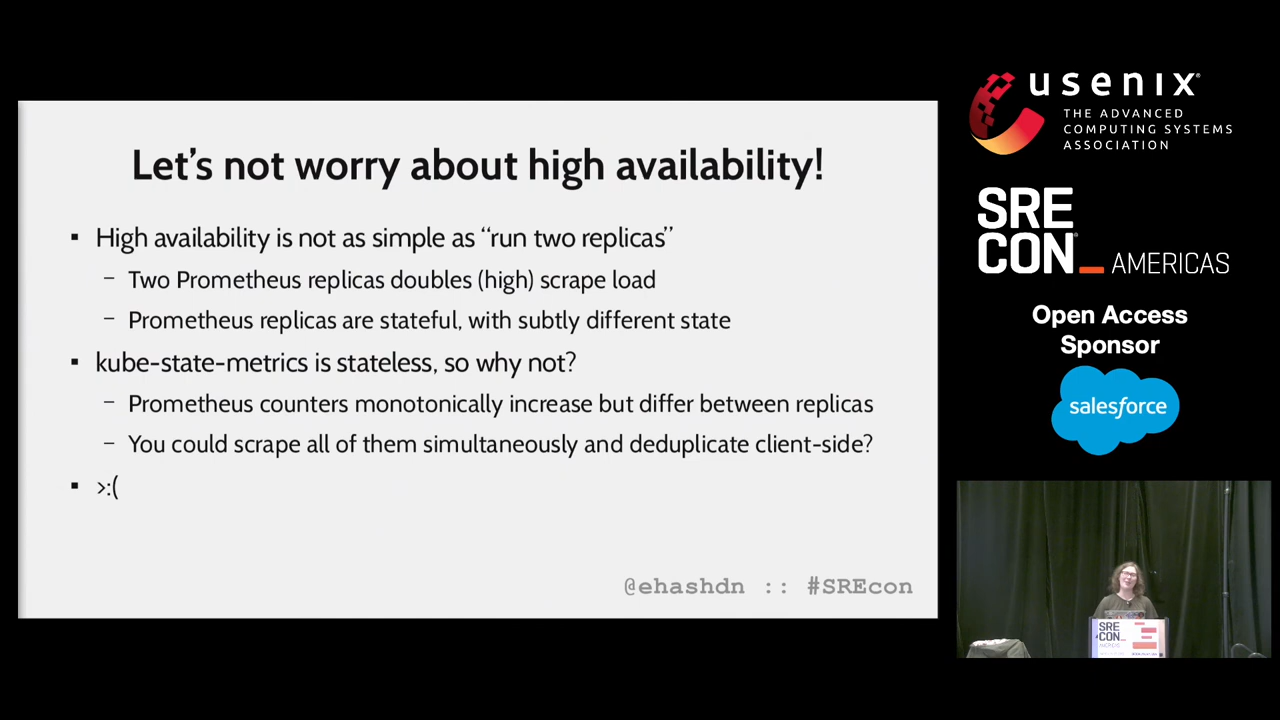 Let's not worry about high availability!
▪ High availability is not as simple as “run two replicas”
– Two Prometheus replicas doubles (high) scrape load
– Prometheus replicas are stateful, with subtly different state
▪ kube-state-metrics is stateless, so why not?
– Prometheus counters monotonically increase but differ between replicas
– You could scrape all of them simultaneously and deduplicate client-side?
▪ >:(
@ehashdn :: #SREcon
usenix®
THE ADVANCED
COMPUTING SYSTEMS
ASSOCIATION
SRE
CON_ AMERICAS
Open Access
Sponsor
salesforce
SRE
CON_